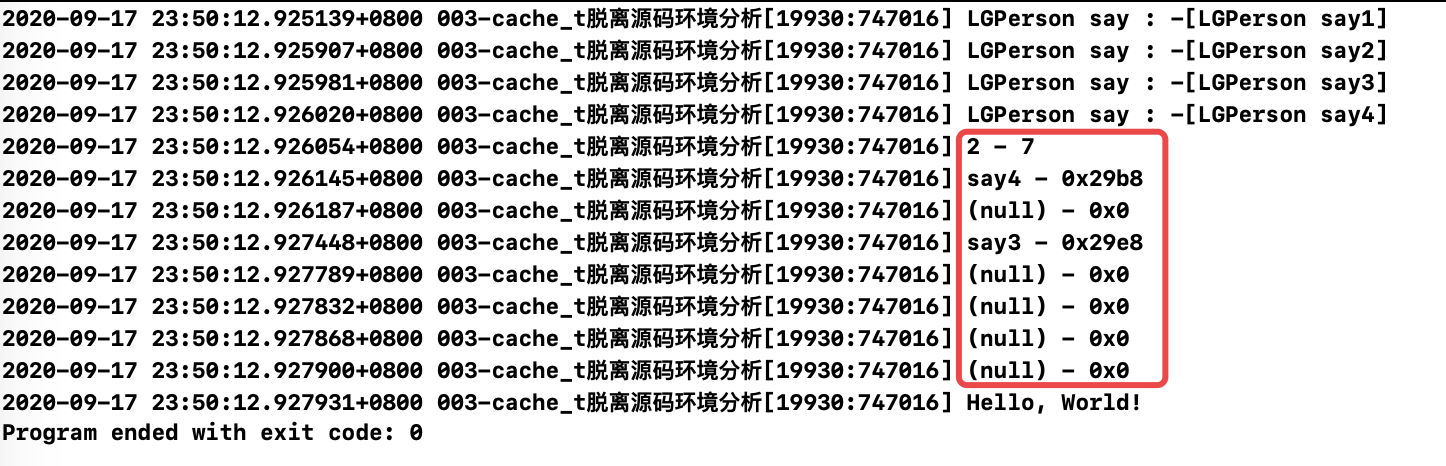 2020-09-17 23:50:12.925139+0800 003-cache_t脱离源码环境分析[19930:747016] LGPerson say : -[LGPerson say1]
2020-09-17 23:50:12.925907+0800 003-cache_t脱离源码环境分析[19930:747016] LGPerson say : -[LGPerson say2]
2020-09-17 23:50:12.925981+0800 003-cache_t脱离源码环境分析[19930:747016] LGPerson say : -[LGPerson say3]
2020-09-17 23:50:12.926020+0800 003-cache_t脱离源码环境分析[19930:747016] LGPerson say : -[LGPerson say4]
2020-09-17 23:50:12.926054+0800 003-cache_t脱离源码环境分析[19930:747016] 2 - 7
2020-09-17 23:50:12.926145+0800 003-cache_t脱离源码环境分析[19930:747016] say4 - 0x29b8
2020-09-17 23:50:12.926187+0800 003-cache_t脱离源码环境分析[19930:747016] (null) - 0x0
2020-09-17 23:50:12.927448+0800 003-cache_t脱离源码环境分析[19930:747016] say3 - 0x29e8
2020-09-17 23:50:12.927789+0800 003-cache_t脱离源码环境分析[19930:747016] (null) - 0x0
2020-09-17 23:50:12.927832+0800 003-cache_t脱离源码环境分析[19930:747016] (null) - 0x0
2020-09-17 23:50:12.927868+0800 003-cache_t脱离源码环境分析[19930:747016] (null) - 0x0
2020-09-17 23:50:12.927900+0800 003-cache_t脱离源码环境分析[19930:747016] (null) - 0x0
2020-09-17 23:50:12.927931+0800 003-cache_t脱离源码环境分析[19930:747016] Hello, World!
Program ended with exit code: 0